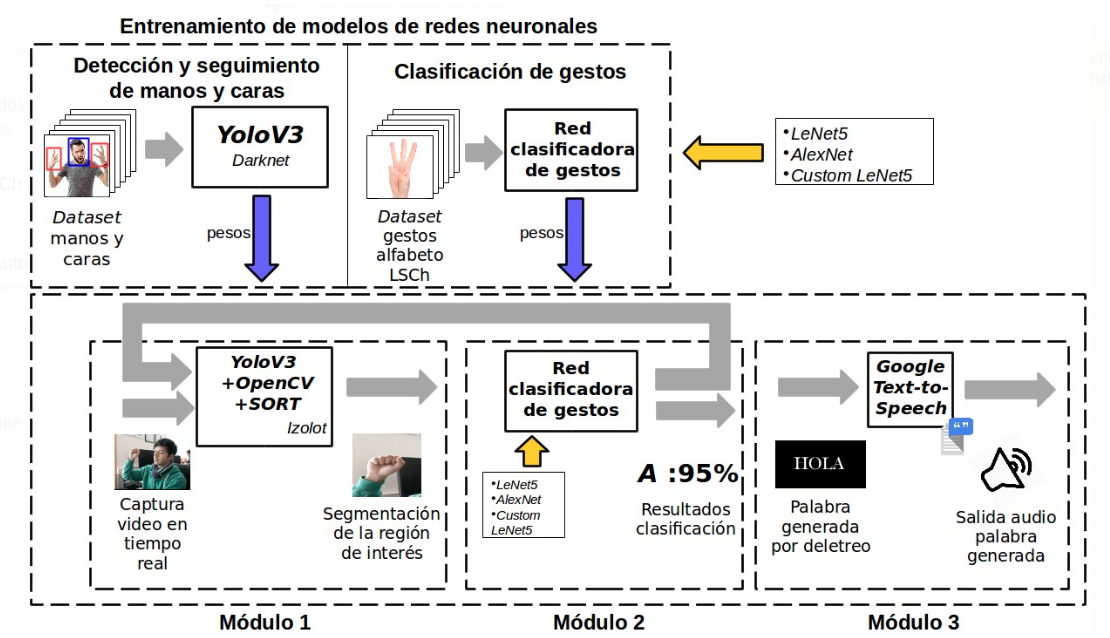 Entrenamiento de modelos de redes neuronales
Detección y seguimiento
de manos y caras
YoloV3
Darknet
Dataset
manos y
caras
pesos
Clasificación de gestos
Red
clasificadora
de gestos
Dataset
gestos
alfabeto
LSCh
pesos
•LeNet5
•AlexNet
•Custom LeNet5
YoloV3
+OpenCV
+SORT
Izolot
Captura
video en
tiempo
real
Segmentación
de la región
de interés
Módulo 1
Red
clasificadora
de gestos
•LeNet5
•AlexNet
•Custom
LeNet5
A :95%
Resultados
clasificación
Módulo 2
Google
Text-to-
Speech
“ ”
HOLA
Palabra
generada
por deletreo
Salida audio
palabra
generada
Módulo 3